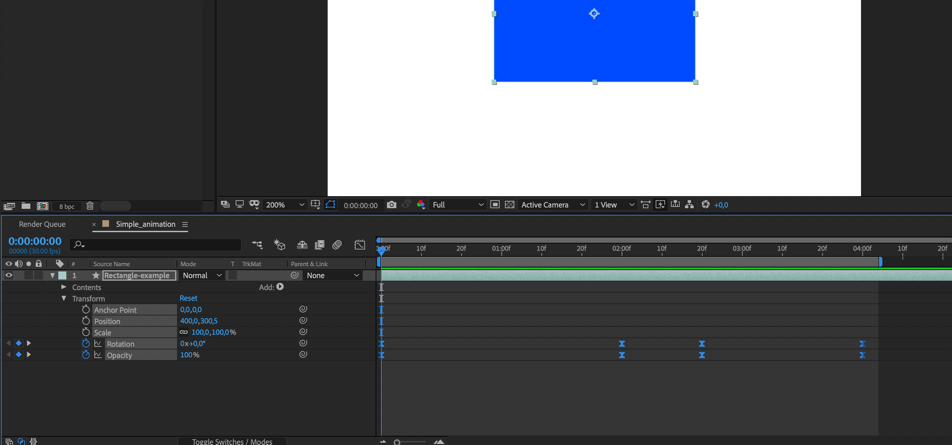 8 bpc
200%
0:00:00:00
Full
Active Camera
1 View
+0,0
Render Queue
× Simple_animation
0:00:00:00
00000 (30.00 fps)
:00f 10f 20f 01:00f 10f 20f 02:00f 10f 20f 03:00f 10f 20f 04:00f 10f 20f
# Source Name Mode T TrkMat Parent & Link
1 Rectangle-example Normal None
Contents Add:
Transform Reset
Anchor Point 0,0,0,0
Position 400,0,300,5
Scale 100,0,100,0%
Rotation 0x+0,0°
Opacity 100%
Toggle Switches / Modes